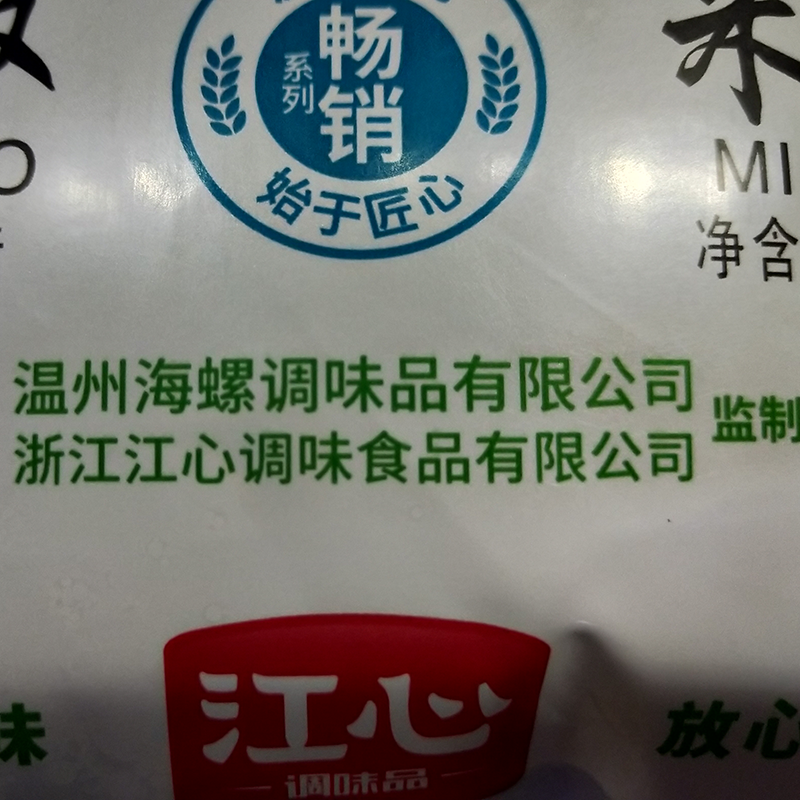 畅销
系列
始于匠心
MI
净含
温州海螺调味品有限公司
浙江江心调味食品有限公司
监制
江心
调味品
味
放心